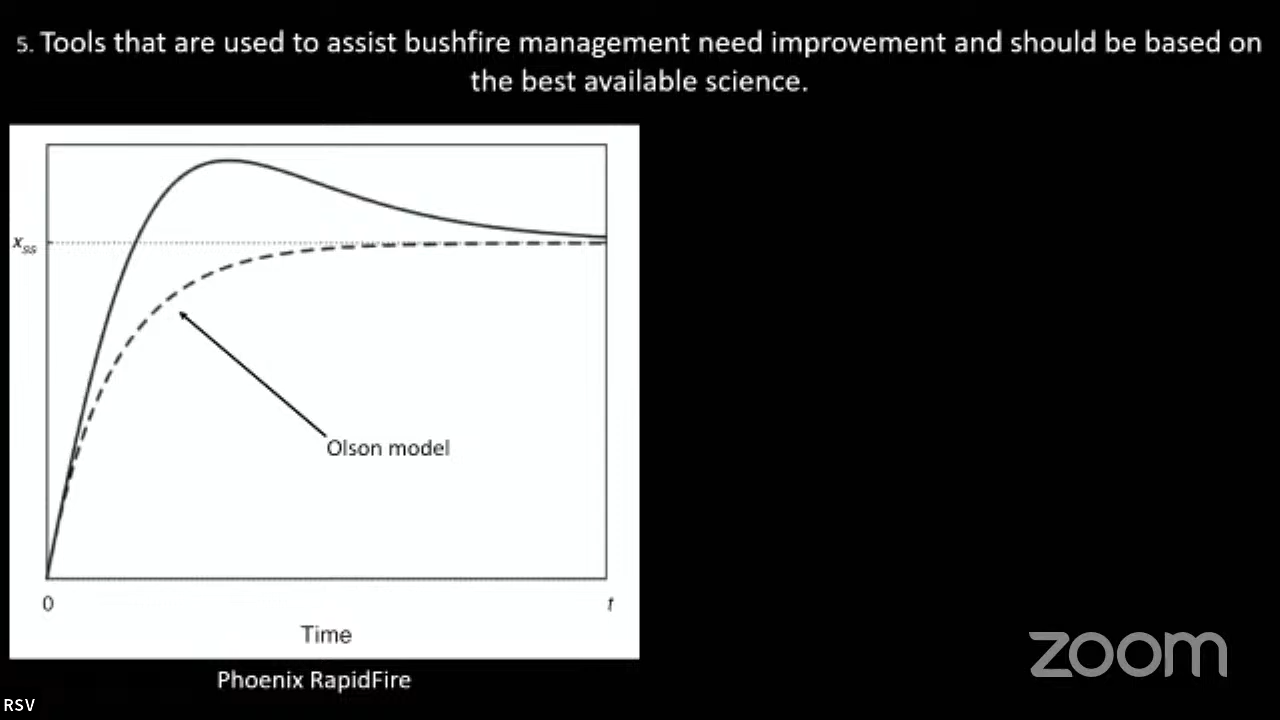 5. Tools that are used to assist bushfire management need improvement and should be based on
the best available science.
xss
Olson model
0
t
Time
Phoenix RapidFire
zoom
RSV